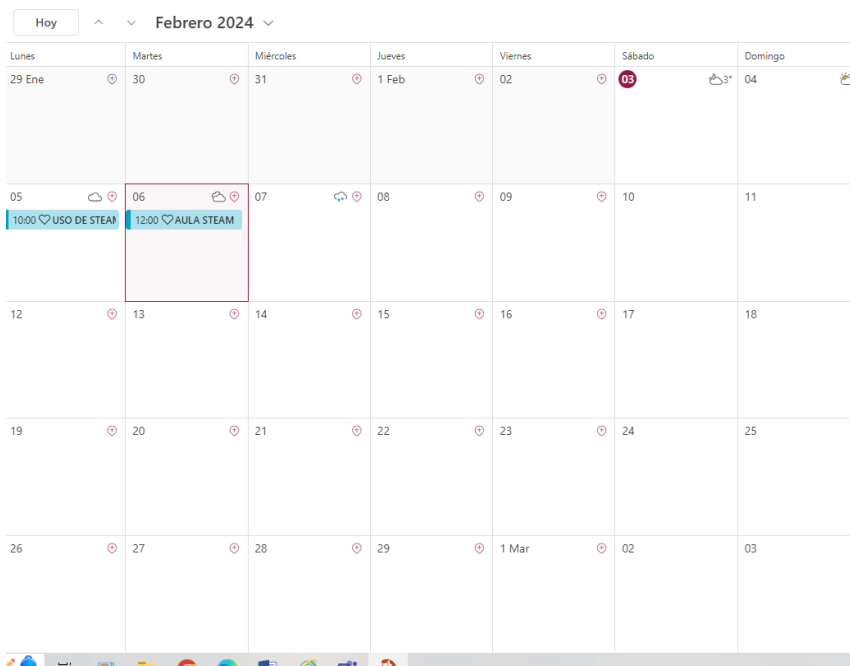 Hoy Febrero 2024
Lunes Martes Miércoles Jueves Viernes Sábado Domingo
29 Ene 30 31 1 Feb 02 03 3° 04
05 06 07 08 09 10 11
10:00 USO DE STEAM 12:00 AULA STEAM
12 13 14 15 16 17 18
19 20 21 22 23 24 25
26 27 28 29 1 Mar 02 03